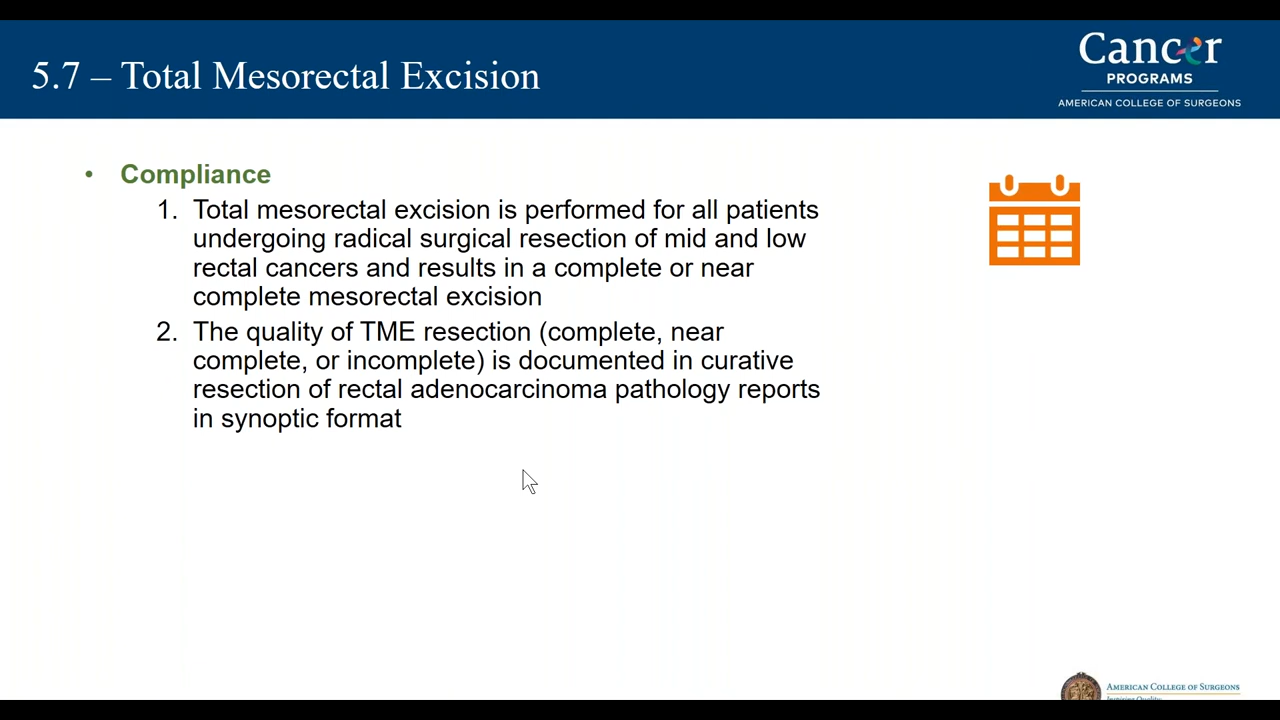 5.7 – Total Mesorectal Excision
Cancer
PROGRAMS
AMERICAN COLLEGE OF SURGEONS
• Compliance
1. Total mesorectal excision is performed for all patients
undergoing radical surgical resection of mid and low
rectal cancers and results in a complete or near
complete mesorectal excision
2. The quality of TME resection (complete, near
complete, or incomplete) is documented in curative
resection of rectal adenocarcinoma pathology reports
in synoptic format
AMERICAN COLLEGE OF SURGEONS